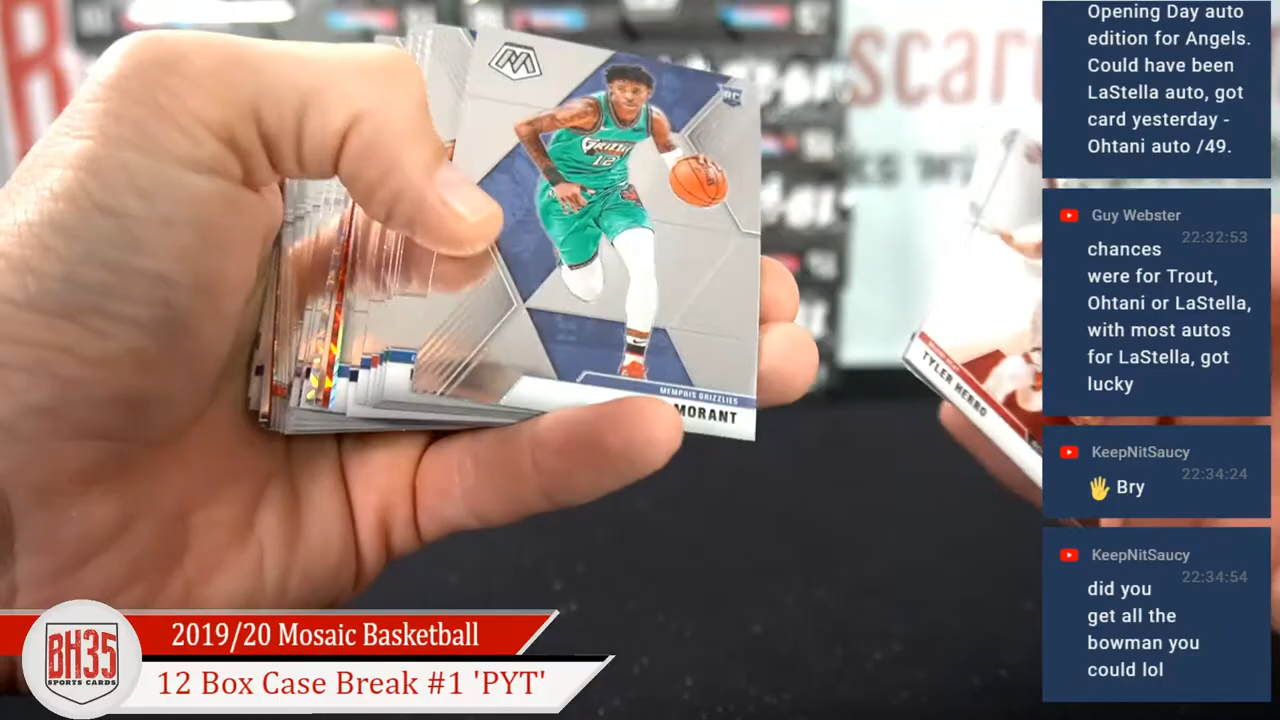 Opening Day auto
edition for Angels.
Could have been
LaStella auto, got
card yesterday -
Ohtani auto /49.
Guy Webster
22:32:53
chances
were for Trout,
Ohtani or LaStella,
with most autos
for LaStella, got
lucky
KeepNitSaucy
22:34:24
🖐 Bry
KeepNitSaucy
22:34:54
did you
get all the
bowman you
could lol
RC
GRIZZ
12
MEMPHIS GRIZZLIES
MORANT
TYLER HERRO
scar
BH35
SPORTS CARDS
2019/20 Mosaic Basketball
12 Box Case Break #1 'PYT'